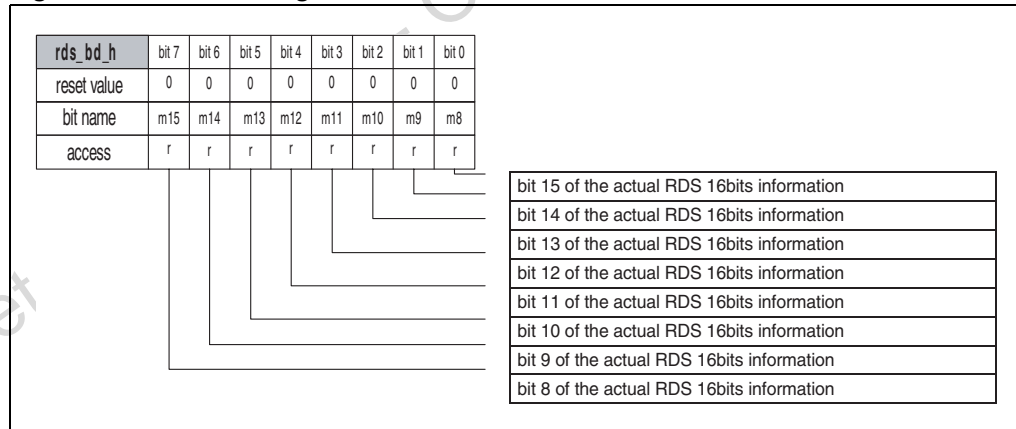 rds_bd_h bit 7 bit 6 bit 5 bit 4 bit 3 bit 2 bit 1 bit 0
reset value 0 0 0 0 0 0 0 0
bit name m15 m14 m13 m12 m11 m10 m9 m8
access r r r r r r r r
bit 15 of the actual RDS 16bits information
bit 14 of the actual RDS 16bits information
bit 13 of the actual RDS 16bits information
bit 12 of the actual RDS 16bits information
bit 11 of the actual RDS 16bits information
bit 10 of the actual RDS 16bits information
bit 9 of the actual RDS 16bits information
bit 8 of the actual RDS 16bits information